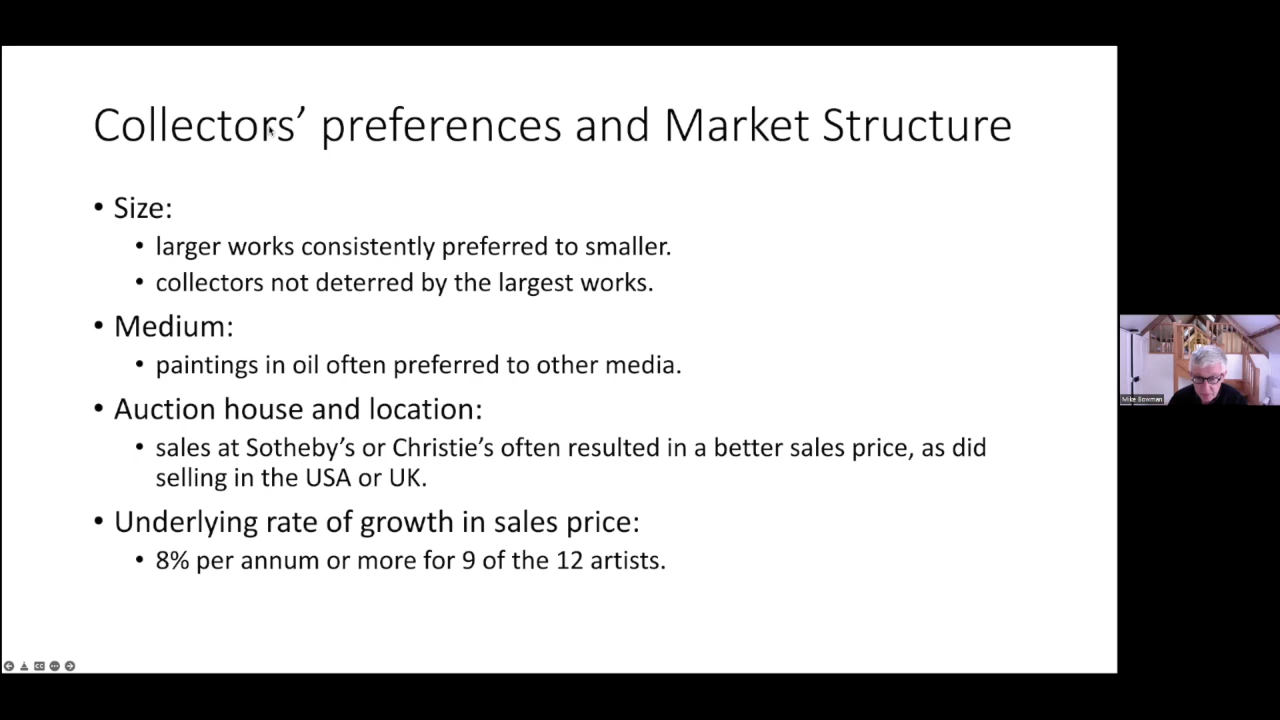 Collectors’ preferences and Market Structure
• Size:
• larger works consistently preferred to smaller.
• collectors not deterred by the largest works.
• Medium:
• paintings in oil often preferred to other media.
• Auction house and location:
• sales at Sotheby’s or Christie’s often resulted in a better sales price, as did
selling in the USA or UK.
• Underlying rate of growth in sales price:
• 8% per annum or more for 9 of the 12 artists.
Mike Bowman